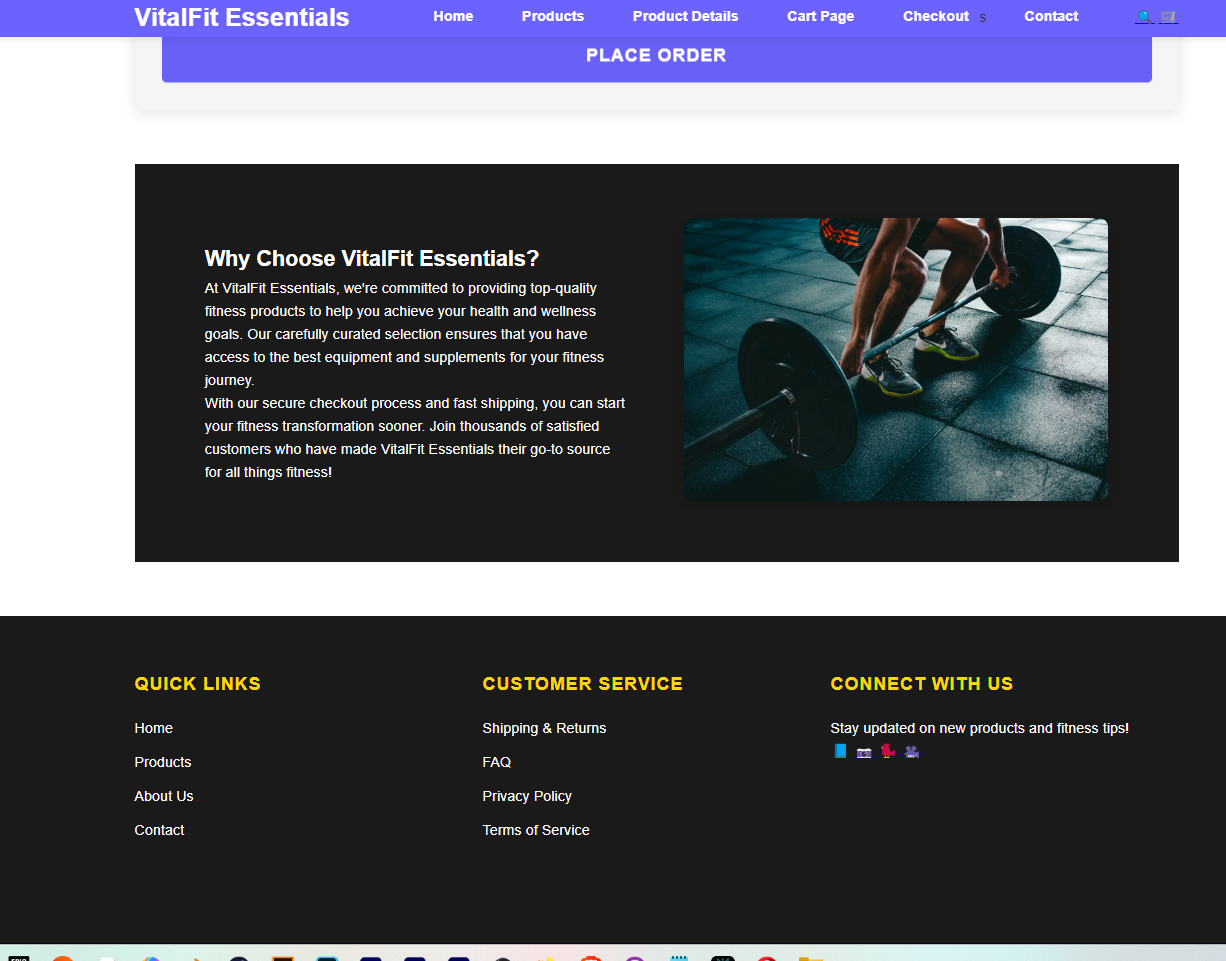 VitalFit Essentials
Home Products Product Details Cart Page Checkout s Contact
PLACE ORDER
Why Choose VitalFit Essentials?
At VitalFit Essentials, we're committed to providing top-quality
fitness products to help you achieve your health and wellness
goals. Our carefully curated selection ensures that you have
access to the best equipment and supplements for your fitness
journey.
With our secure checkout process and fast shipping, you can start
your fitness transformation sooner. Join thousands of satisfied
customers who have made VitalFit Essentials their go-to source
for all things fitness!
QUICK LINKS
Home
Products
About Us
Contact
CUSTOMER SERVICE
Shipping & Returns
FAQ
Privacy Policy
Terms of Service
CONNECT WITH US
Stay updated on new products and fitness tips!